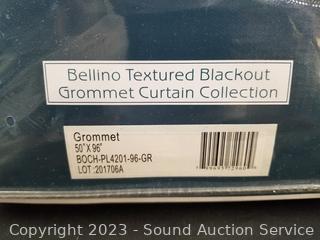 Bellino Textured Blackout
Grommet Curtain Collection
Grommet
50"X 96"
BOCH-PL4201-96-GR
LOT:201706A
Copyright 2023 - Sound Auction Service